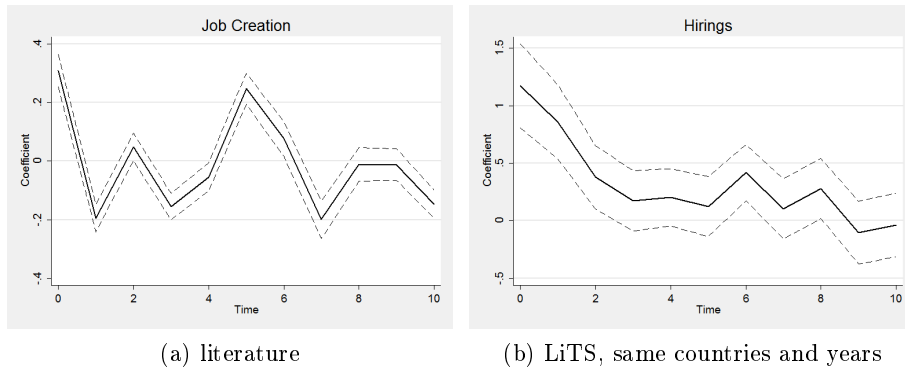 Job Creation
Coefficient
.4
.2
0
-.2
-.4
0 2 4 6 8 10
Time
(a) literature
Hirings
Coefficient
1.5
1
.5
0
-.5
0 2 4 6 8 10
Time
(b) LiTS, same countries and years